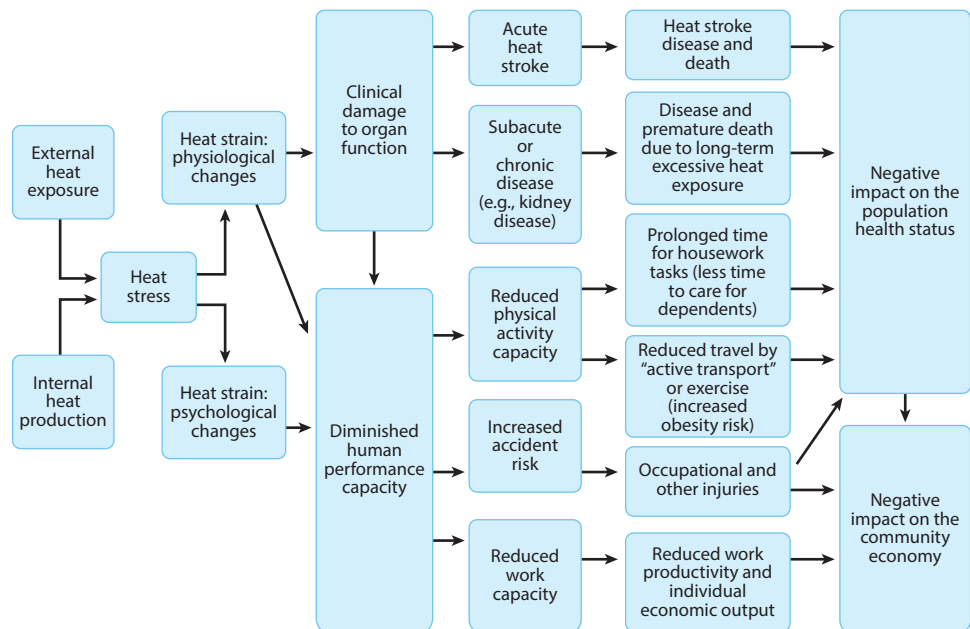 External
heat
exposure
Internal
heat
production
Heat
stress
Heat strain:
physiological
changes
Heat strain:
psychological
changes
Clinical
damage
to organ
function
Diminished
human
performance
capacity
Acute
heat
stroke
Subacute
or
chronic
disease
(e.g., kidney
disease)
Reduced
physical
activity
capacity
Increased
accident
risk
Reduced
work
capacity
Heat stroke
disease and
death
Disease and
premature death
due to long-term
excessive heat
exposure
Prolonged time
for housework
tasks (less time
to care for
dependents)
Reduced travel by
“active transport”
or exercise
(increased
obesity risk)
Occupational and
other injuries
Reduced work
productivity and
individual
economic output
Negative
impact on the
population
health status
Negative
impact on the
community
economy